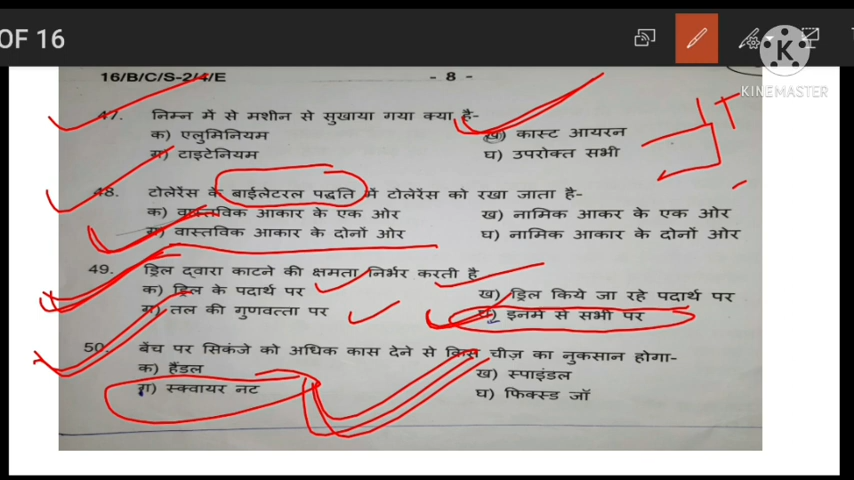 OF 16
KINEMASTER
16/B/C/S-2/4/E
- 8 -
47. निम्न में से मशीन से सुखाया गया क्या है-
क) एलुमिनियम ख) कास्ट आयरन
ग) टाइटेनियम घ) उपरोक्त सभी
48. टोलेरेंस के बाईलेटरल पद्धति में टोलेरेंस को रखा जाता है-
क) वास्तविक आकार के एक ओर ख) नामिक आकर के एक ओर
ग) वास्तविक आकार के दोनों ओर घ) नामिक आकार के दोनों ओर
49. ड्रिल द्वारा काटने की क्षमता निर्भर करती है
क) ड्रिल के पदार्थ पर ख) ड्रिल किये जा रहे पदार्थ पर
ग) तल की गुणवत्ता पर घ) इनमें से सभी पर
50. बेंच पर सिकंजे को अधिक कास देने से किस चीज़ का नुकसान होगा-
क) हैंडल ख) स्पाइंडल
ग) स्क्वायर नट घ) फिक्स्ड जॉ